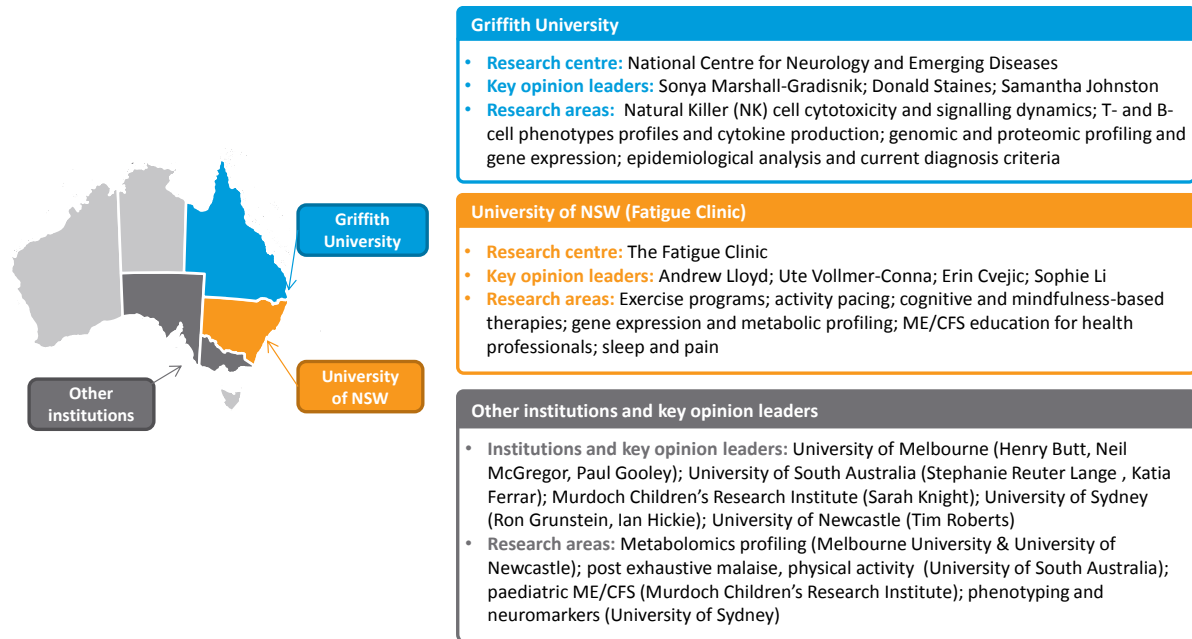 Griffith
University
University
of NSW
Other
institutions
Griffith University
• Research centre: National Centre for Neurology and Emerging Diseases
• Key opinion leaders: Sonya Marshall-Gradisnik; Donald Staines; Samantha Johnston
• Research areas: Natural Killer (NK) cell cytotoxicity and signalling dynamics; T- and B-
cell phenotypes profiles and cytokine production; genomic and proteomic profiling and
gene expression; epidemiological analysis and current diagnosis criteria
University of NSW (Fatigue Clinic)
• Research centre: The Fatigue Clinic
• Key opinion leaders: Andrew Lloyd; Ute Vollmer-Conna; Erin Cvejic; Sophie Li
• Research areas: Exercise programs; activity pacing; cognitive and mindfulness-based
therapies; gene expression and metabolic profiling; ME/CFS education for health
professionals; sleep and pain
Other institutions and key opinion leaders
• Institutions and key opinion leaders: University of Melbourne (Henry Butt, Neil
McGregor, Paul Gooley); University of South Australia (Stephanie Reuter Lange , Katia
Ferrar); Murdoch Children’s Research Institute (Sarah Knight); University of Sydney
(Ron Grunstein, Ian Hickie); University of Newcastle (Tim Roberts)
• Research areas: Metabolomics profiling (Melbourne University & University of
Newcastle); post exhaustive malaise, physical activity (University of South Australia);
paediatric ME/CFS (Murdoch Children’s Research Institute); phenotyping and
neuromarkers (University of Sydney)